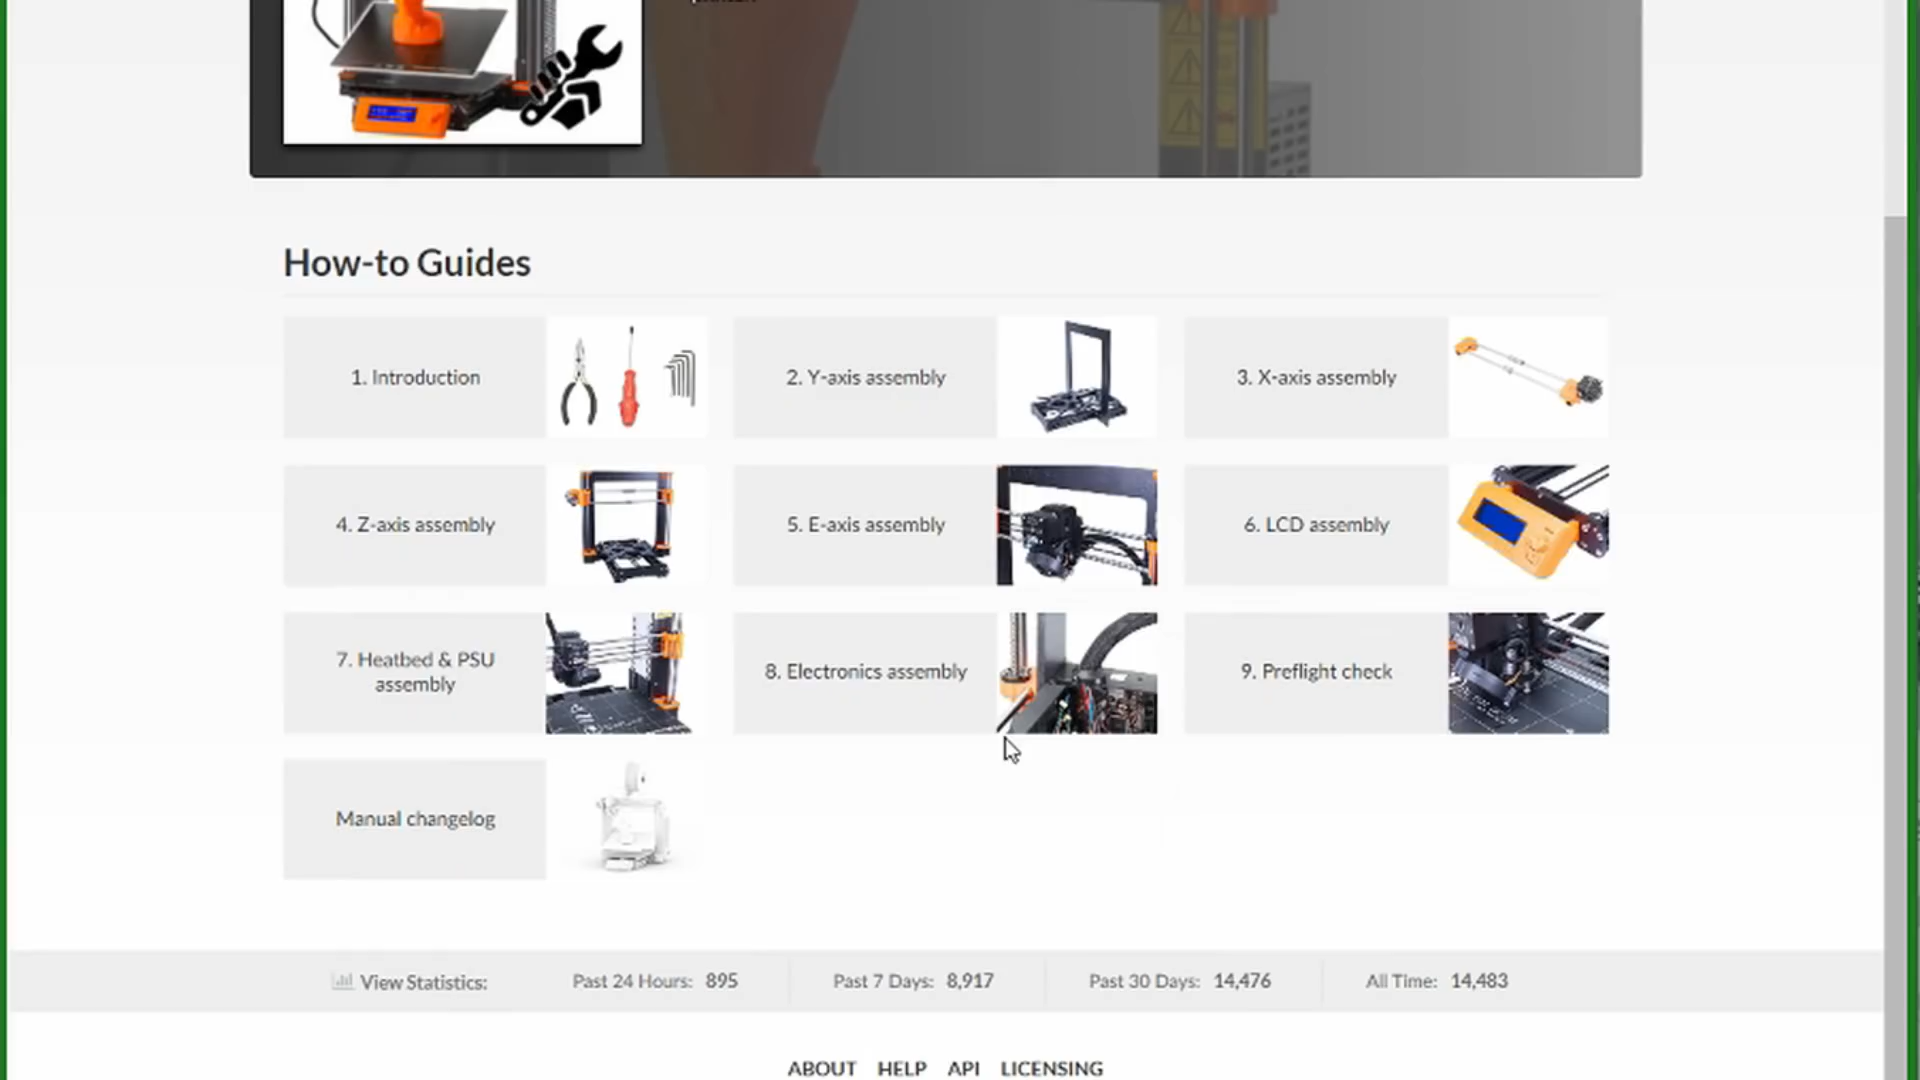 How-to Guides
1. Introduction
2. Y-axis assembly
3. X-axis assembly
4. Z-axis assembly
5. E-axis assembly
6. LCD assembly
7. Heatbed & PSU
assembly
8. Electronics assembly
9. Preflight check
Manual changelog
View Statistics: Past 24 Hours: 895 Past 7 Days: 8,917 Past 30 Days: 14,476 All Time: 14,483
ABOUT HELP API LICENSING